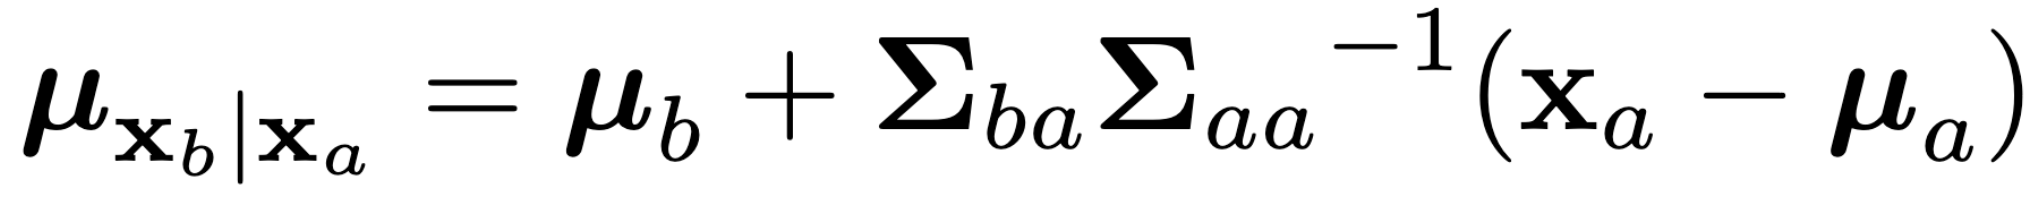 𝝁_{𝐱_b|𝐱_a} = 𝝁_b + 𝚺_{ba}𝚺_{aa}^{−1}(𝐱_a − 𝝁_a)